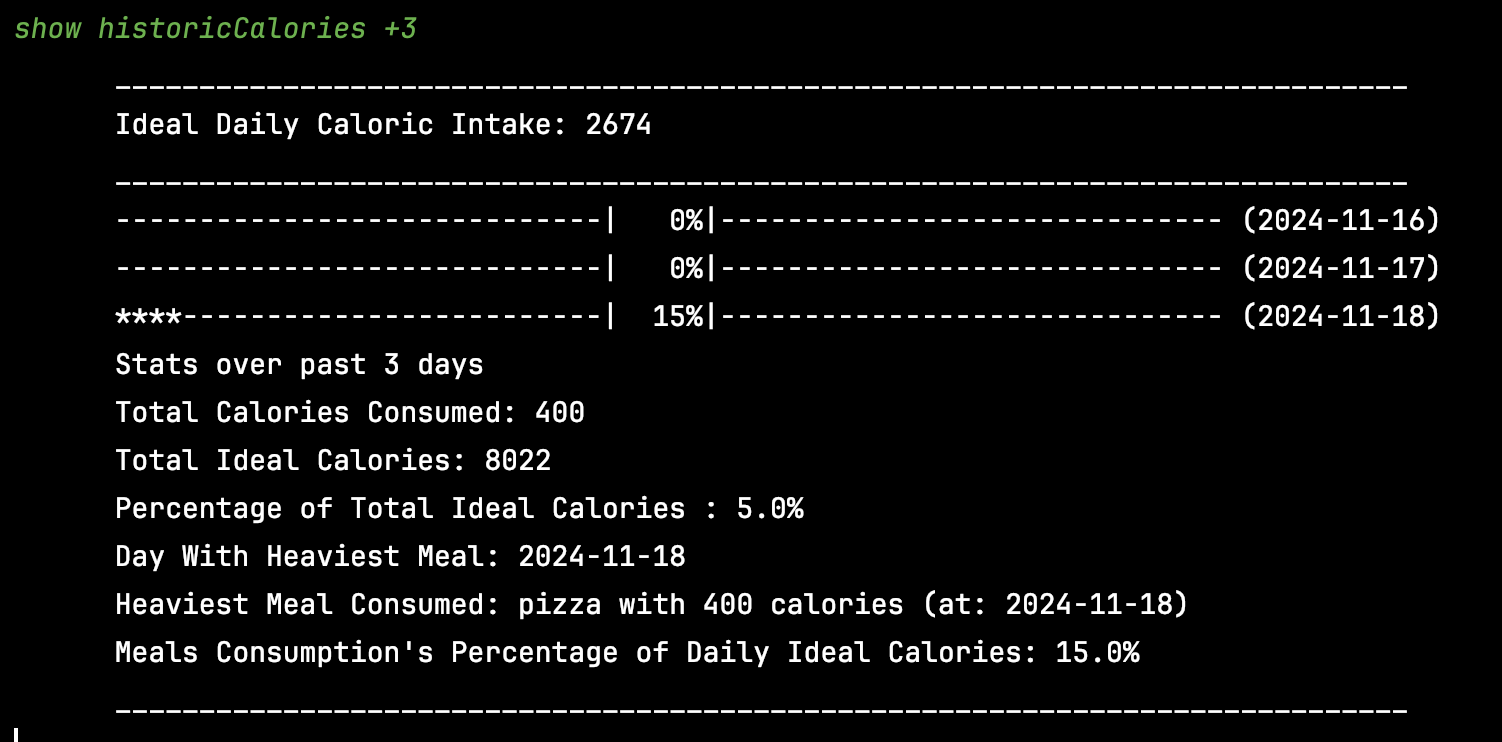 show historicCalories +3
_____________________________________________________________________________
Ideal Daily Caloric Intake: 2674
_____________________________________________________________________________
-----------------------------|   0%|------------------------------ (2024-11-16)
-----------------------------|   0%|------------------------------ (2024-11-17)
****-------------------------|  15%|------------------------------ (2024-11-18)
Stats over past 3 days
Total Calories Consumed: 400
Total Ideal Calories: 8022
Percentage of Total Ideal Calories : 5.0%
Day With Heaviest Meal: 2024-11-18
Heaviest Meal Consumed: pizza with 400 calories (at: 2024-11-18)
Meals Consumption's Percentage of Daily Ideal Calories: 15.0%
_____________________________________________________________________________